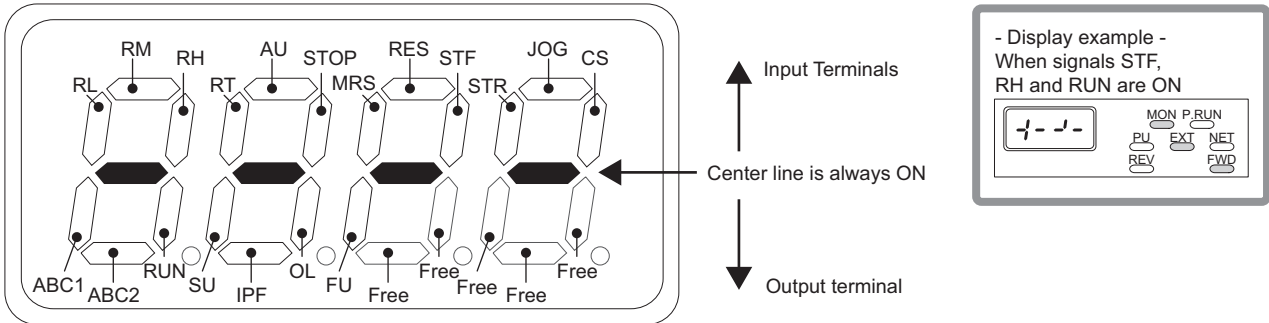 RM
RH
AU
STOP
RES
STF
JOG
CS
RL
RT
MRS
STR
ABC1
ABC2
RUN
SU
IPF
OL
FU
Free
Free
Free
Free
Free
Input Terminals
Center line is always ON
Output terminal
- Display example -
When signals STF,
RH and RUN are ON
MON P.RUN
PU EXT NET
REV FWD